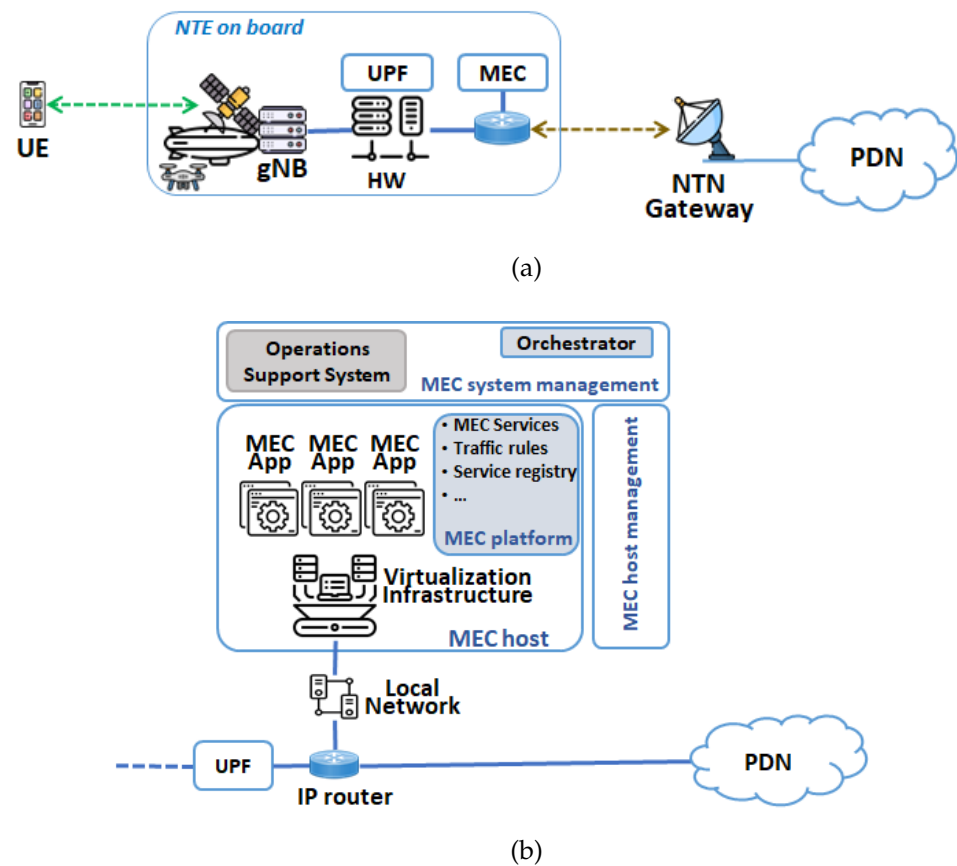 NTE on board
UPF
MEC
UE
gNB
HW
NTN
Gateway
PDN
(a)
Operations
Support System
Orchestrator
MEC system management
MEC
App
MEC
App
MEC
App
• MEC Services
• Traffic rules
• Service registry
• ...
MEC platform
Virtualization
Infrastructure
MEC host
MEC host management
Local
Network
UPF
IP router
PDN
(b)